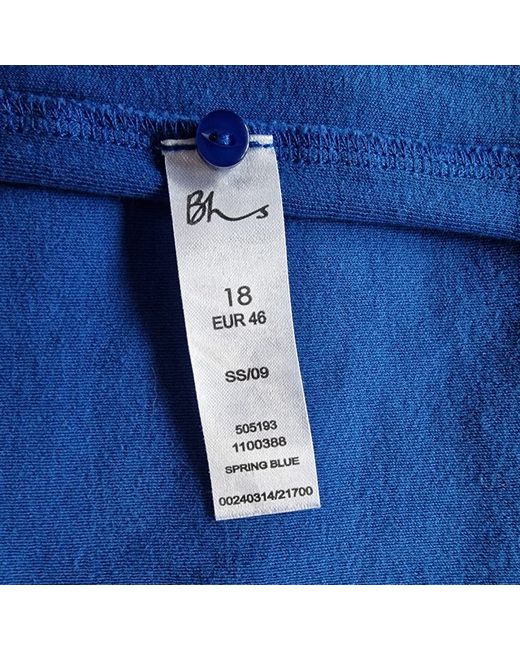 Bhs
18
EUR 46
SS/09
505193
1100388
SPRING BLUE
00240314/21700